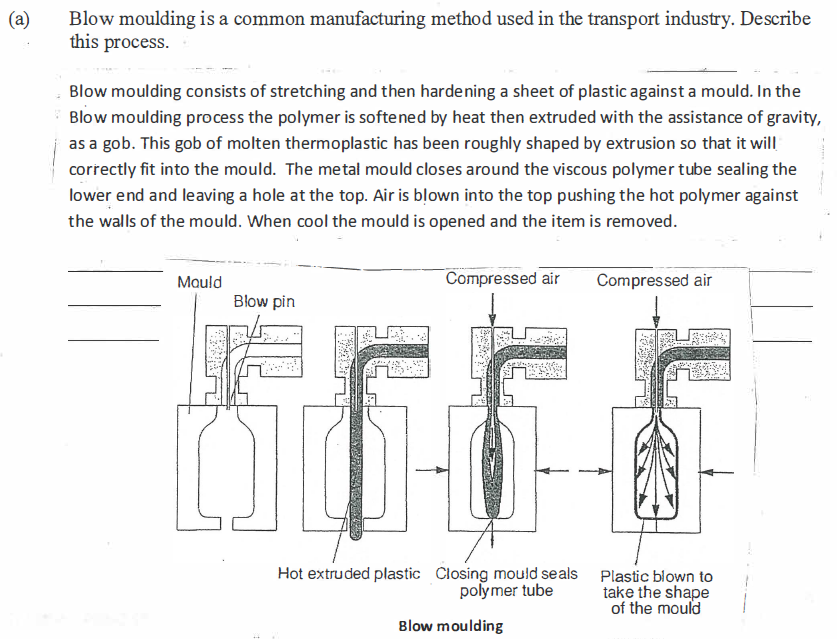 (a) Blow moulding is a common manufacturing method used in the transport industry. Describe
this process.
Blow moulding consists of stretching and then hardening a sheet of plastic against a mould. In the
Blow moulding process the polymer is softened by heat then extruded with the assistance of gravity,
as a gob. This gob of molten thermoplastic has been roughly shaped by extrusion so that it will
correctly fit into the mould. The metal mould closes around the viscous polymer tube sealing the
lower end and leaving a hole at the top. Air is blown into the top pushing the hot polymer against
the walls of the mould. When cool the mould is opened and the item is removed.
Mould
Blow pin
Compressed air
Compressed air
Hot extruded plastic
Closing mould seals
polymer tube
Plastic blown to
take the shape
of the mould
Blow moulding